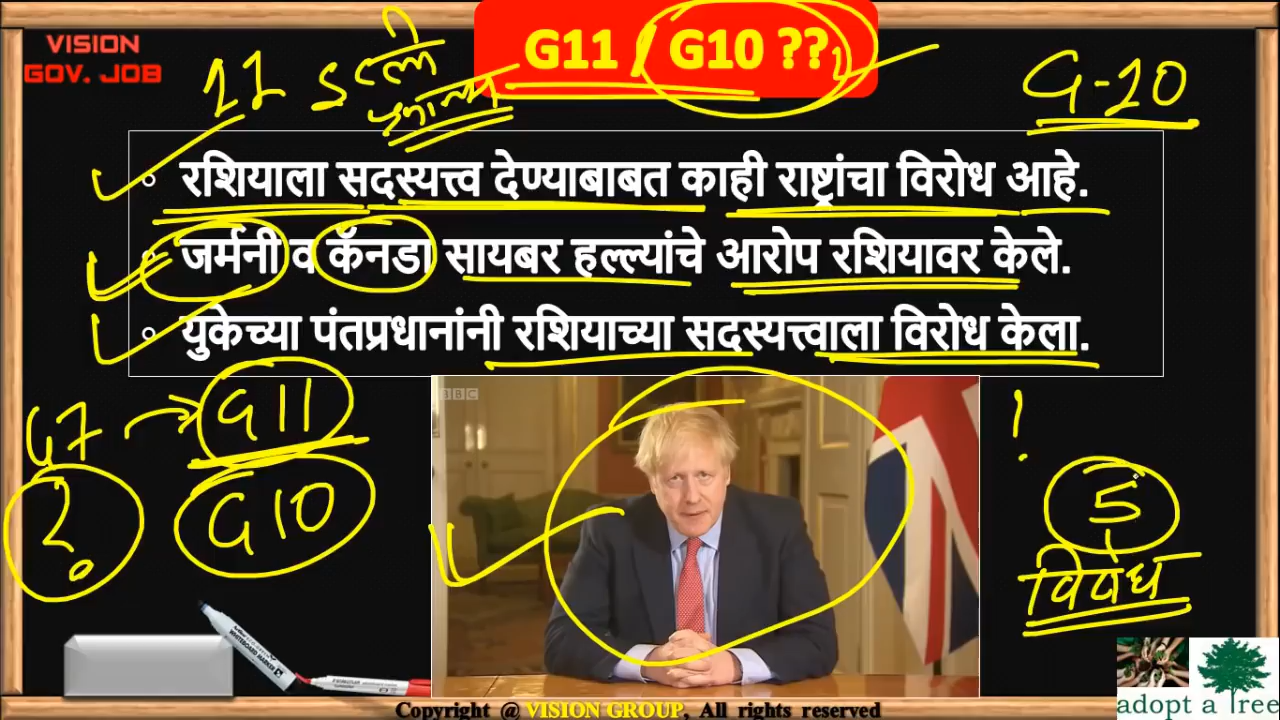 VISION
GOV. JOB
G11 / G10 ??
11
G-20
रशियाला सदस्यत्त्व देण्याबाबत काही राष्ट्रांचा विरोध आहे.
जर्मनी व कॅनडा सायबर हल्ल्यांचे आरोप रशियावर केले.
युकेच्या पंतप्रधानांनी रशियाच्या सदस्यत्त्वाला विरोध केला.
G7 → G11
? G10
BBC
!
5
विरोध
adopt a Tree
Copyright @ VISION GROUP, All rights reserved